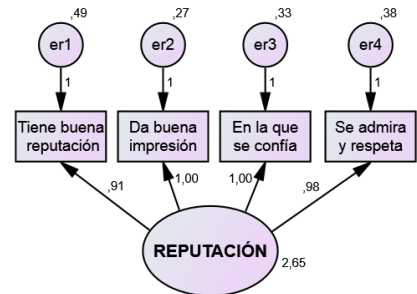 ,49
,27
,33
,38
er1
er2
er3
er4
1
1
1
1
Tiene buena
reputación
Da buena
impresión
En la que
se confía
Se admira
y respeta
,91
1,00
1,00
,98
REPUTACIÓN
2,65